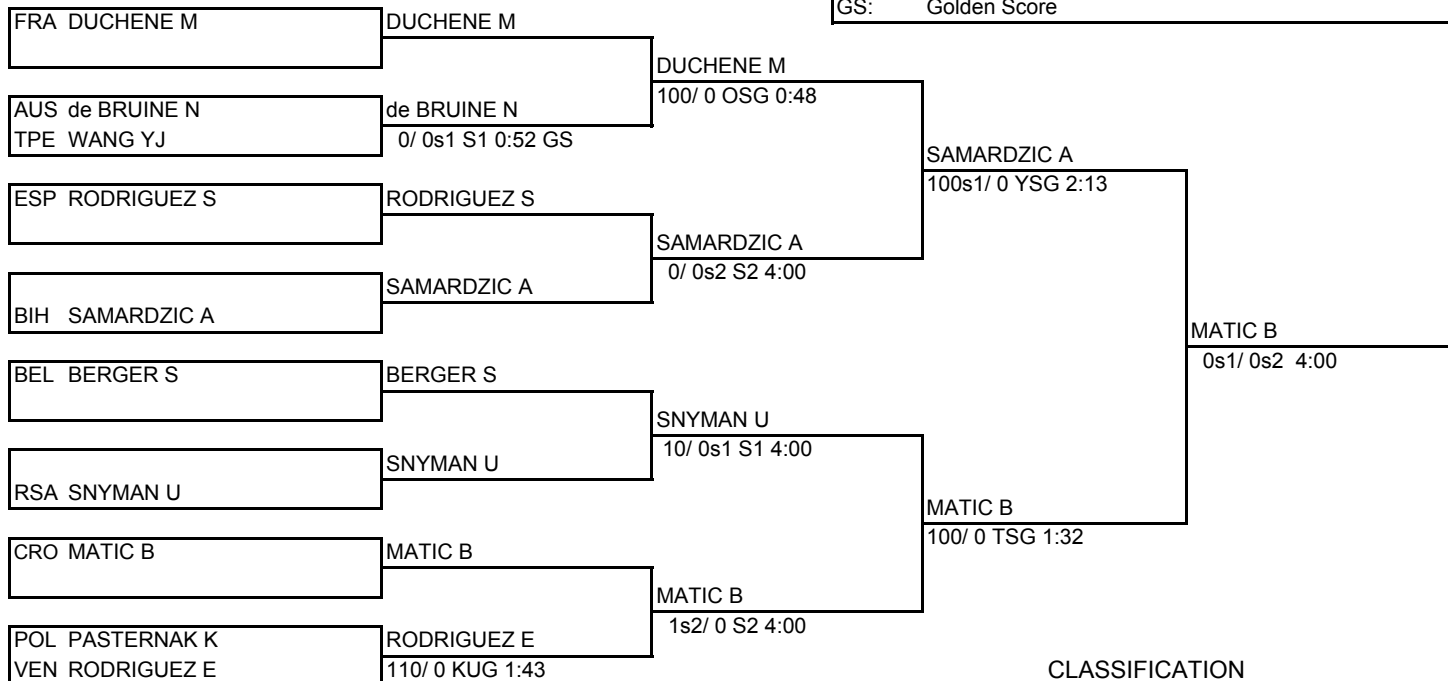 GS: Golden Score
FRA DUCHENE M
DUCHENE M
DUCHENE M
100/ 0 OSG 0:48
AUS de BRUINE N
TPE WANG YJ
de BRUINE N
0/ 0s1 S1 0:52 GS
SAMARDZIC A
100s1/ 0 YSG 2:13
ESP RODRIGUEZ S
RODRIGUEZ S
SAMARDZIC A
0/ 0s2 S2 4:00
SAMARDZIC A
BIH SAMARDZIC A
MATIC B
0s1/ 0s2 4:00
BEL BERGER S
BERGER S
SNYMAN U
10/ 0s1 S1 4:00
SNYMAN U
RSA SNYMAN U
MATIC B
100/ 0 TSG 1:32
CRO MATIC B
MATIC B
MATIC B
1s2/ 0 S2 4:00
POL PASTERNAK K
VEN RODRIGUEZ E
RODRIGUEZ E
110/ 0 KUG 1:43
CLASSIFICATION